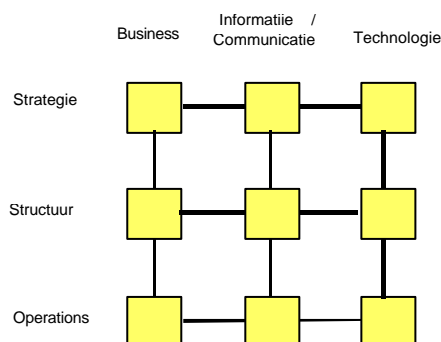 Business
Informatiie /
Communicatie
Technologie
Strategie
Structuur
Operations